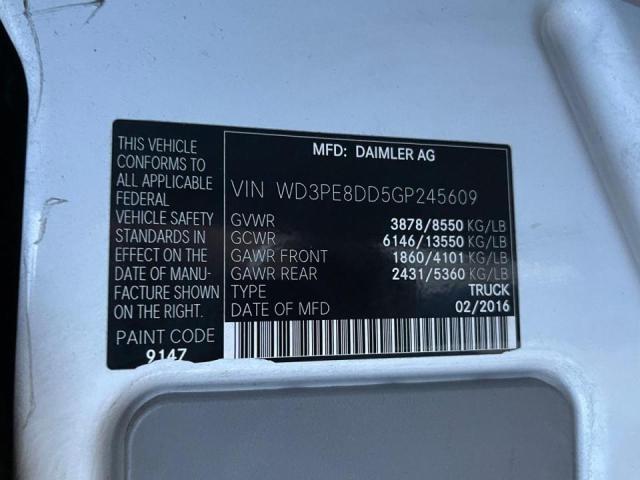 THIS VEHICLE
CONFORMS TO
ALL APPLICABLE
FEDERAL
VEHICLE SAFETY
STANDARDS IN
EFFECT ON THE
DATE OF MANU-
FACTURE SHOWN
ON THE RIGHT.
PAINT CODE
9147
MFD: DAIMLER AG
VIN WD3PE8DD5GP245609
GVWR 3878/8550 KG/LB
GCWR 6146/13550 KG/LB
GAWR FRONT 1860/4101 KG/LB
GAWR REAR 2431/5360 KG/LB
TYPE TRUCK
DATE OF MFD 02/2016